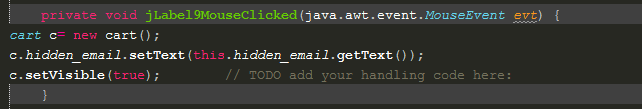 private void jLabel9MouseClicked(java.awt.event.MouseEvent evt) {
cart c= new cart();
c.hidden_email.setText(this.hidden_email.getText());
c.setVisible(true);        // TODO add your handling code here:
}